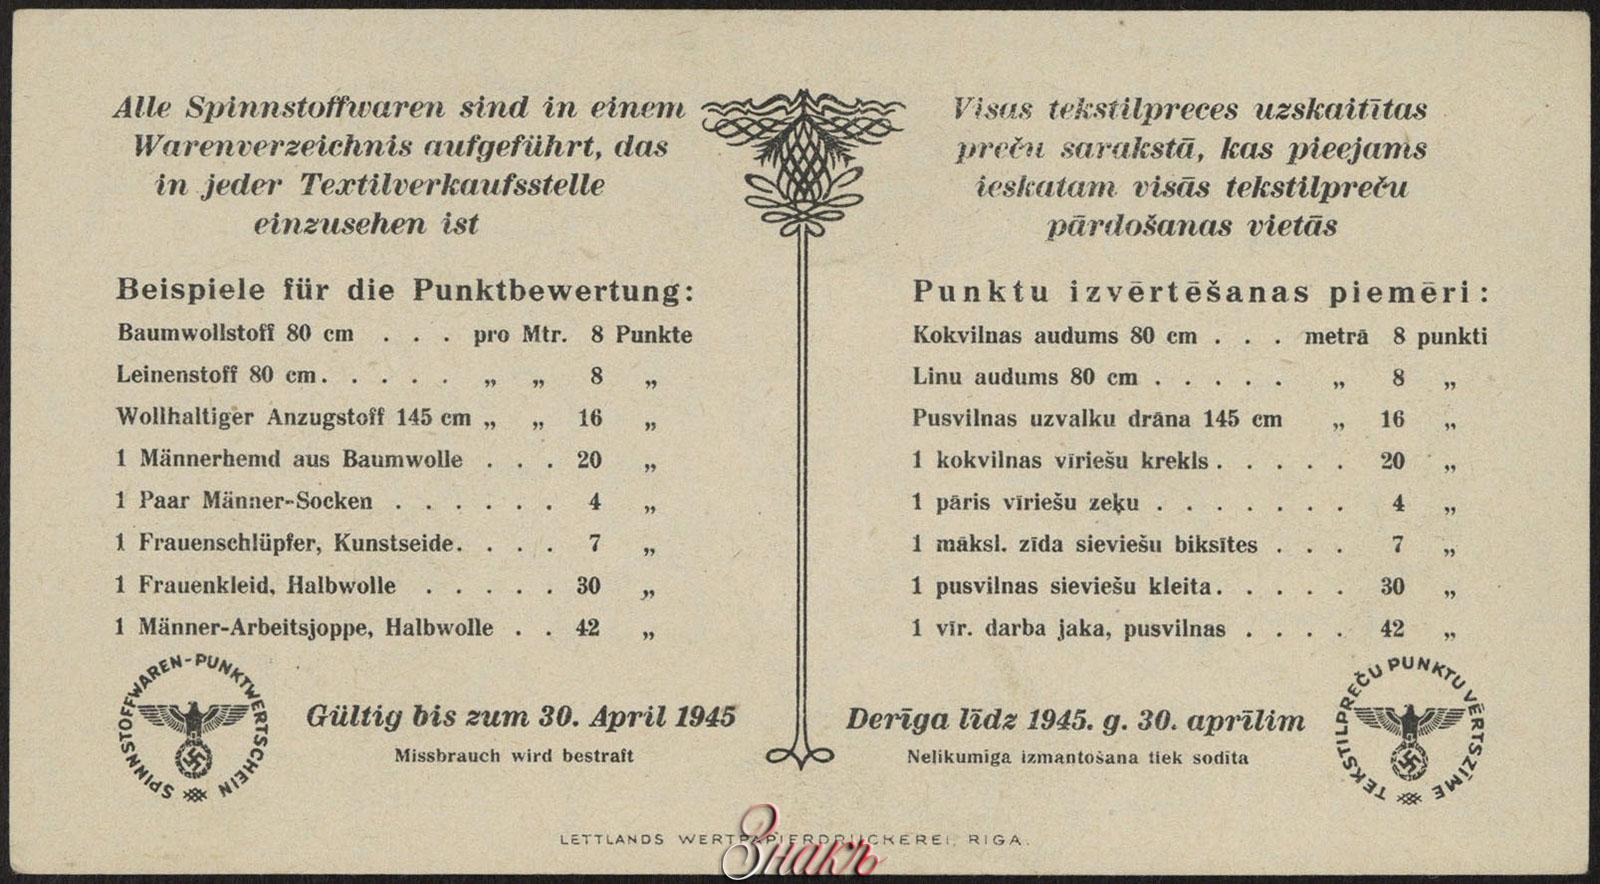 Alle Spinnstoffwaren sind in einem
Warenverzeichnis aufgeführt, das
in jeder Textilverkaufsstelle
einzusehen ist
Beispiele für die Punktbewertung:
Baumwollstoff 80 cm . . . pro Mtr. 8 Punkte
Leinenstoff 80 cm . . . . . „ „ 8 „
Wollhaltiger Anzugstoff 145 cm „ „ 16 „
1 Männerhemd aus Baumwolle . . . 20 „
1 Paar Männer-Socken . . . . . . 4 „
1 Frauenschlüpfer, Kunstseide . . . . 7 „
1 Frauenkleid, Halbwolle . . . . . 30 „
1 Männer-Arbeitsjoppe, Halbwolle . . 42 „
SPINNSTOFFWAREN-PUNKTWERTSCHEIN
Gültig bis zum 30. April 1945
Missbrauch wird bestraft
Visas tekstilpreces uzskaitītas
preču sarakstā, kas pieejams
ieskatam visās tekstilpreču
pārdošanas vietās
Punktu izvērtēšanas piemēri:
Kokvilnas audums 80 cm . . . metrā 8 punkti
Linu audums 80 cm . . . . . „ 8 „
Pusvilnas uzvalku drāna 145 cm „ 16 „
1 kokvilnas vīriešu krekls . . . . . 20 „
1 pāris vīriešu zeķu . . . . . . . 4 „
1 māksl. zīda sieviešu biksītes . . . 7 „
1 pusvilnas sieviešu kleita . . . . . 30 „
1 vīr. darba jaka, pusvilnas . . . . 42 „
Derīga līdz 1945. g. 30. aprīlim
Nelikumīga izmantošana tiek sodīta
TEKSTILPREČU PUNKTU VĒRTSZĪME
LETTLANDS WERTPAPIERDRUCKEREI, RIGA.
Знакъ